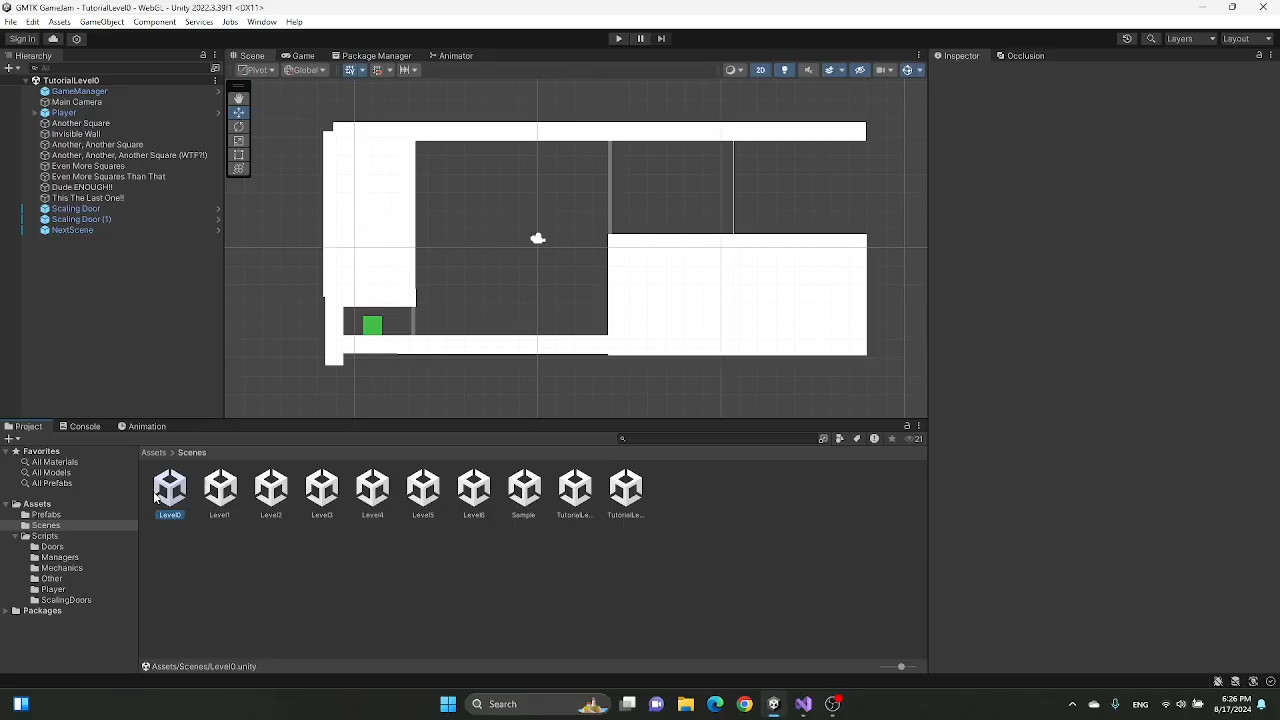 GMTK GameJam - TutorialLevel0 - WebGL - Unity 2022.3.39f1 <DX11>
File Edit Assets GameObject Component Services Jobs Window Help
Sign In Layers Layout
Hierarchy Scene Game Package Manager Animator Inspector Occlusion
All Pivot Global 2D
TutorialLevel0
GameManager
Main Camera
Player
Another Square
Invisible Wall
Another, Another Square
Another, Another, Another Square (WTF?!)
Even More Squares
Even More Squares Than That
Dude ENOUGH!!
This The Last One!!
Scaling Door
Scaling Door (1)
NextScene
Project Console Animation
21
Favorites
All Materials
All Models
All Prefabs
Assets
Prefabs
Scenes
Scripts
Doors
Managers
Mechanics
Other
Player
ScalingDoors
Packages
Assets > Scenes
Level0 Level1 Level2 Level3 Level4 Level5 Level6 Sample TutorialLe... TutorialLe...
Assets/Scenes/Level0.unity
Search
ENG
6:26 PM
8/17/2024